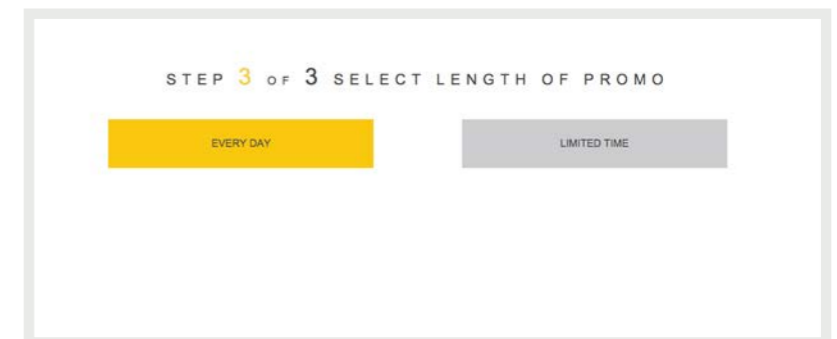 STEP 3 OF 3 SELECT LENGTH OF PROMO
EVERY DAY
LIMITED TIME